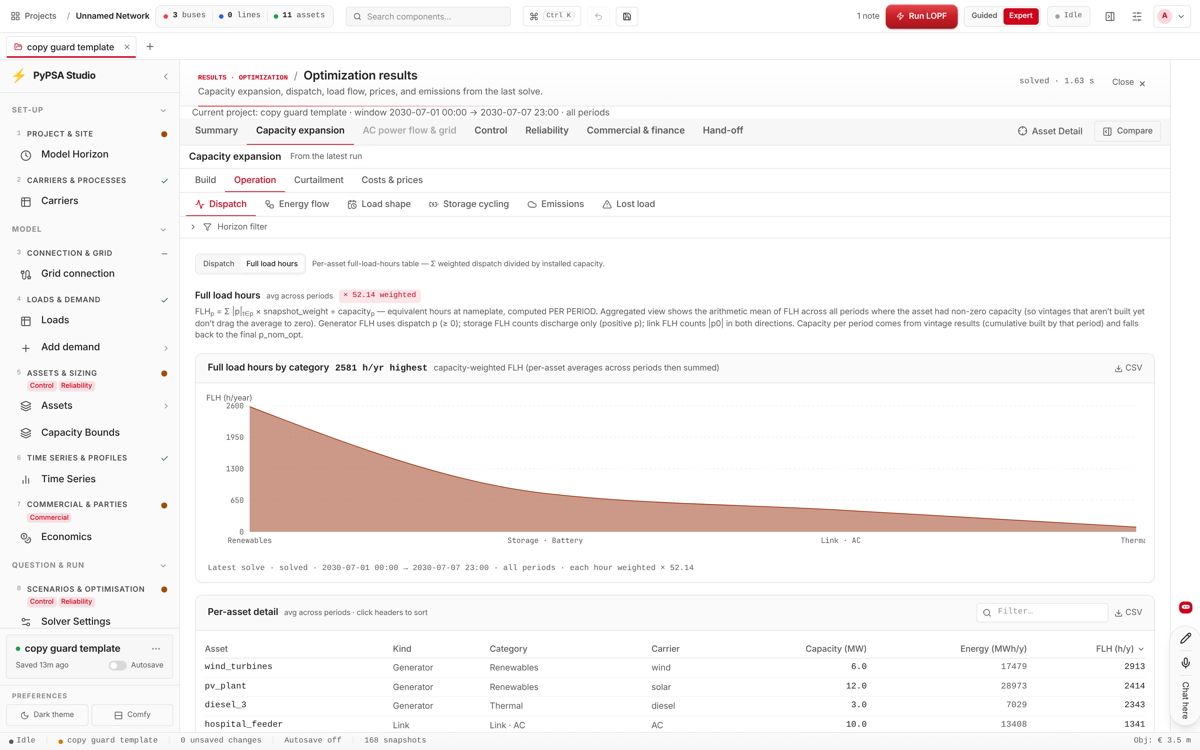 Projects / Unnamed Network
3 buses 0 lines 11 assets
Search components...
⌘ Ctrl K
1 note
Run LOPF
Guided Expert
Idle
A
copy guard template ×
+
PyPSA Studio
SET-UP
1 PROJECT & SITE
Model Horizon
2 CARRIERS & PROCESSES
Carriers
MODEL
3 CONNECTION & GRID
Grid connection
4 LOADS & DEMAND
Loads
Add demand
5 ASSETS & SIZING
Control Reliability
Assets
Capacity Bounds
6 TIME SERIES & PROFILES
Time Series
7 COMMERCIAL & PARTIES
Commercial
Economics
QUESTION & RUN
8 SCENARIOS & OPTIMISATION
Control Reliability
Solver Settings
copy guard template ...
Saved 13m ago Autosave
PREFERENCES
Dark theme Comfy
RESULTS · OPTIMIZATION / Optimization results
Capacity expansion, dispatch, load flow, prices, and emissions from the last solve.
solved · 1.63 s
Close ×
Current project: copy guard template · window 2030-07-01 00:00 → 2030-07-07 23:00 · all periods
Summary Capacity expansion AC power flow & grid Control Reliability Commercial & finance Hand-off
Asset Detail Compare
Capacity expansion From the latest run
Build Operation Curtailment Costs & prices
Dispatch Energy flow Load shape Storage cycling Emissions Lost load
Horizon filter
Dispatch Full load hours Per-asset full-load-hours table — Σ weighted dispatch divided by installed capacity.
Full load hours avg across periods × 52.14 weighted
FLHp = Σ |p|t∈p × snapshot_weight ÷ capacityp — equivalent hours at nameplate, computed PER PERIOD. Aggregated view shows the arithmetic mean of FLH across all periods where the asset had non-zero capacity (so vintages that aren't built yet
don't drag the average to zero). Generator FLH uses dispatch p (≥ 0); storage FLH counts discharge only (positive p); link FLH counts |p0| in both directions. Capacity per period comes from vintage results (cumulative built by that period) and falls
back to the final p_nom_opt.
Full load hours by category 2581 h/yr highest capacity-weighted FLH (per-asset averages across periods then summed)
CSV
FLH (h/year)
2600
1950
1300
650
0
Renewables Storage · Battery Link · AC Therma
Latest solve · solved · 2030-07-01 00:00 → 2030-07-07 23:00 · all periods · each hour weighted × 52.14
Per-asset detail avg across periods · click headers to sort
Filter...
CSV
Asset Kind Category Carrier Capacity (MW) Energy (MWh/y) FLH (h/y)
wind_turbines Generator Renewables wind 6.0 17479 2913
pv_plant Generator Renewables solar 12.0 28973 2414
diesel_3 Generator Thermal diesel 3.0 7029 2343
hospital_feeder Link Link · AC AC 10.0 13408 1341
Chat here
Idle copy guard template 0 unsaved changes Autosave off 168 snapshots
Obj: € 3.5 m